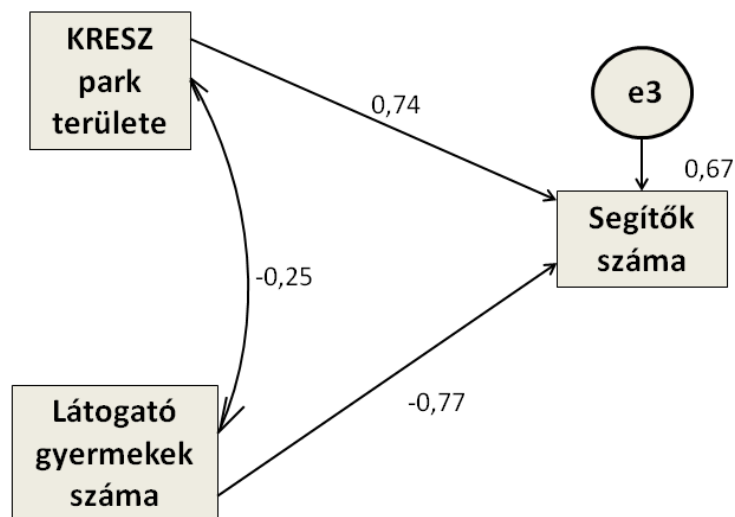 KRESZ
park
területe
0,74
e3
0,67
Segítők
száma
-0,25
-0,77
Látogató
gyermekek
száma